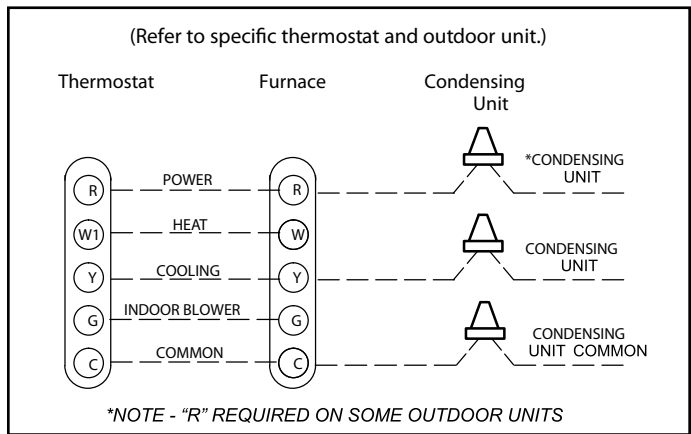 (Refer to specific thermostat and outdoor unit.)
Thermostat Furnace Condensing
Unit
*CONDENSING
UNIT
R POWER R
W1 HEAT W
CONDENSING
UNIT
Y COOLING Y
G INDOOR BLOWER G
CONDENSING
UNIT COMMON
C COMMON C
*NOTE - “R” REQUIRED ON SOME OUTDOOR UNITS